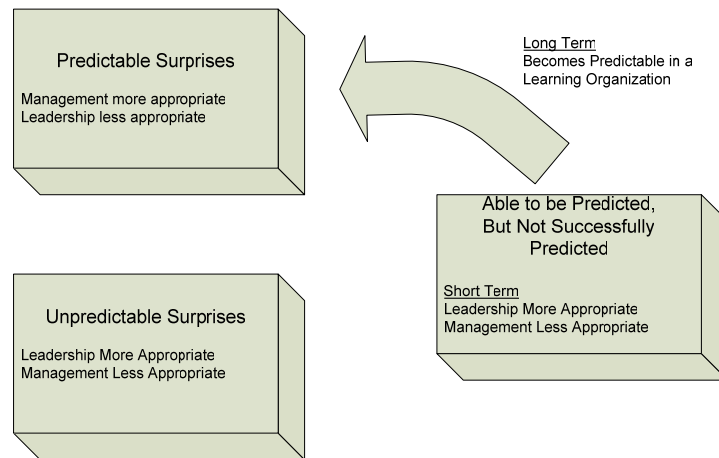 Predictable Surprises
Management more appropriate
Leadership less appropriate
Long Term
Becomes Predictable in a
Learning Organization
Able to be Predicted,
But Not Successfully
Predicted
Short Term
Leadership More Appropriate
Management Less Appropriate
Unpredictable Surprises
Leadership More Appropriate
Management Less Appropriate